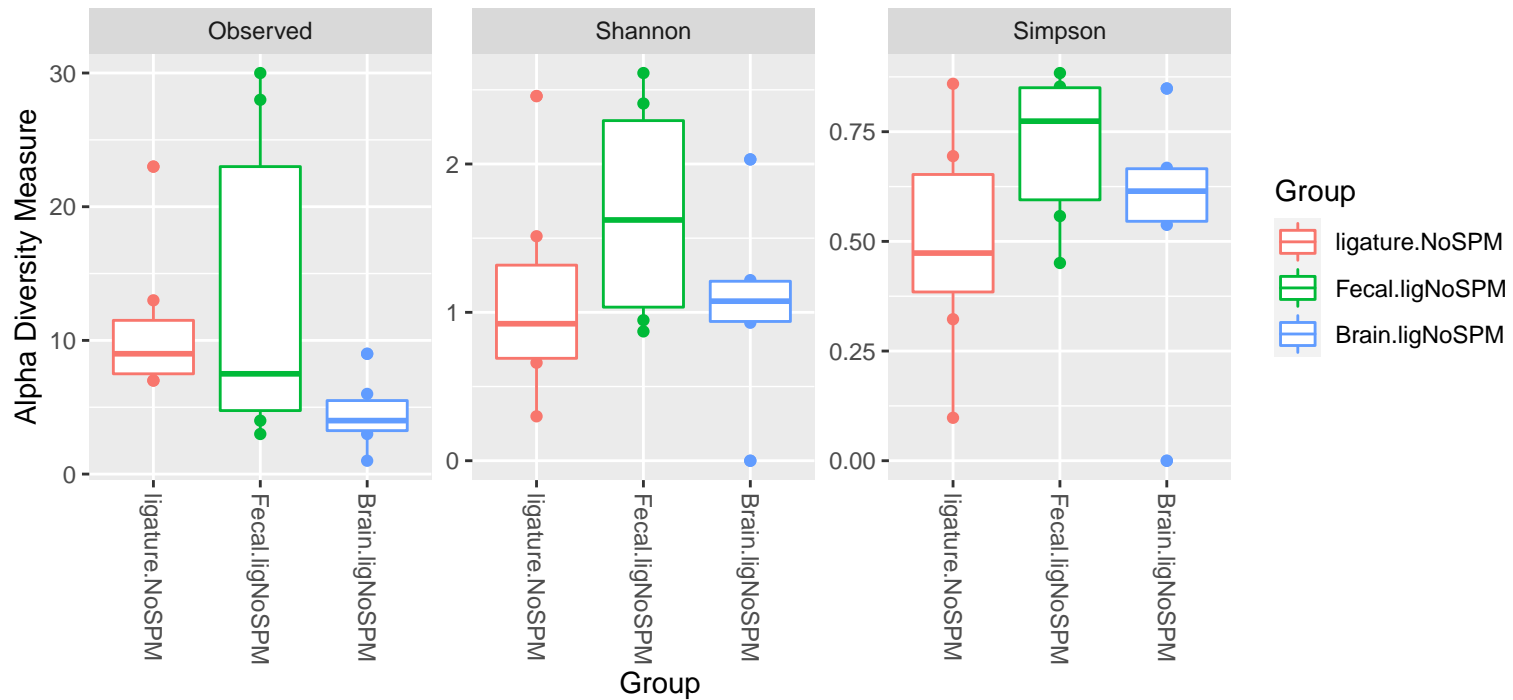 Observed
Shannon
Simpson
Alpha Diversity Measure
30
20
10
0
2
1
0
0.75
0.50
0.25
0.00
ligature.NoSPM
Fecal.ligNoSPM
Brain.ligNoSPM
ligature.NoSPM
Fecal.ligNoSPM
Brain.ligNoSPM
ligature.NoSPM
Fecal.ligNoSPM
Brain.ligNoSPM
Group
Group
ligature.NoSPM
Fecal.ligNoSPM
Brain.ligNoSPM